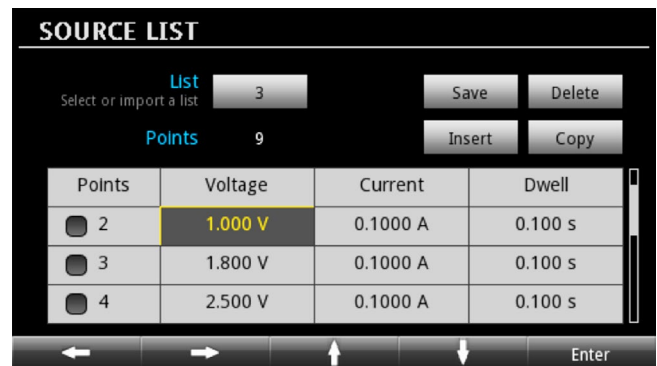 SOURCE LIST
List
Select or import a list
3
Save
Delete
Points
9
Insert
Copy
Points Voltage Current Dwell
2 1.000 V 0.1000 A 0.100 s
3 1.800 V 0.1000 A 0.100 s
4 2.500 V 0.1000 A 0.100 s
Enter